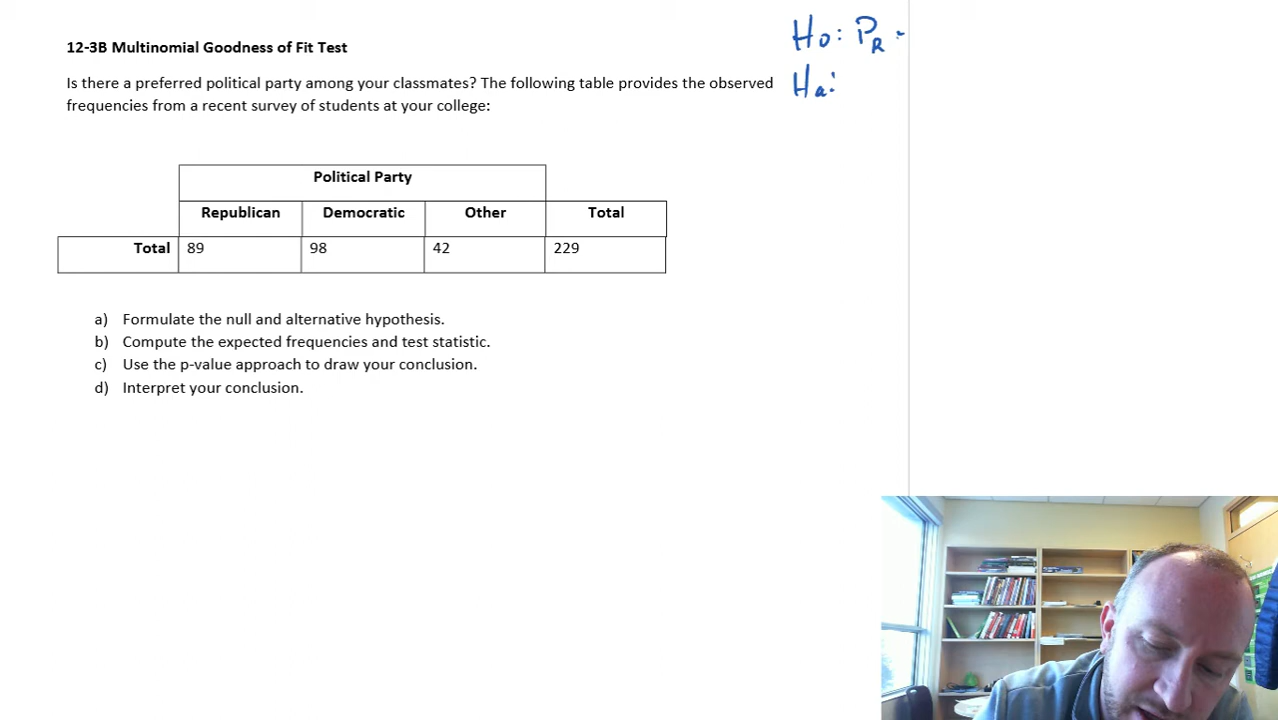 12-3B Multinomial Goodness of Fit Test
Ho: PR =
Is there a preferred political party among your classmates? The following table provides the observed
Ha:
frequencies from a recent survey of students at your college:
Political Party
Republican Democratic Other Total
Total 89 98 42 229
a) Formulate the null and alternative hypothesis.
b) Compute the expected frequencies and test statistic.
c) Use the p-value approach to draw your conclusion.
d) Interpret your conclusion.